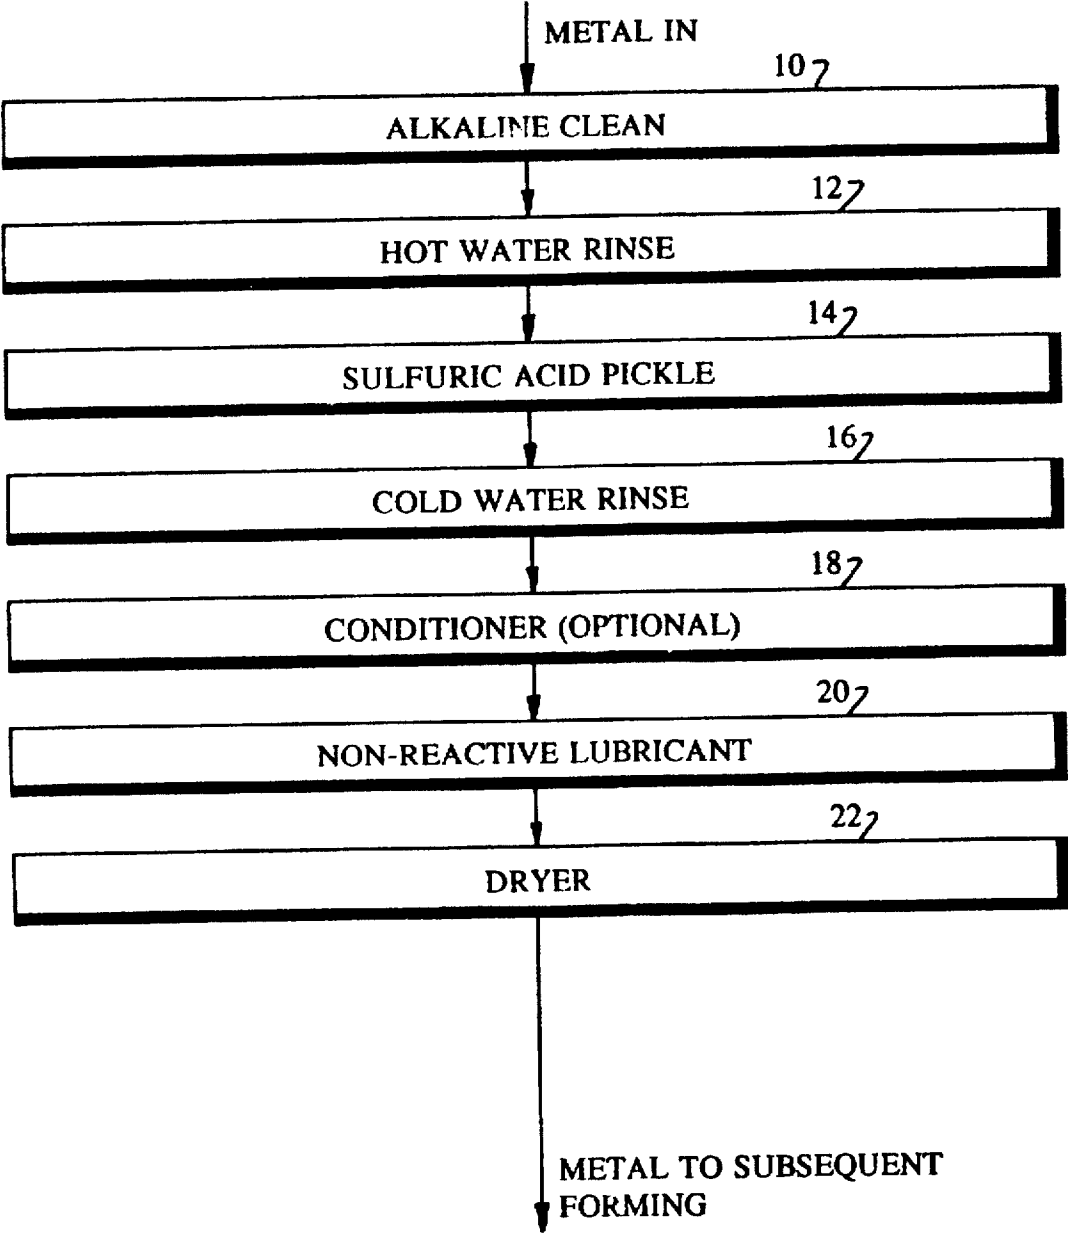 METAL IN
10
ALKALINE CLEAN
12
HOT WATER RINSE
14
SULFURIC ACID PICKLE
16
COLD WATER RINSE
18
CONDITIONER (OPTIONAL)
20
NON-REACTIVE LUBRICANT
22
DRYER
METAL TO SUBSEQUENT
FORMING